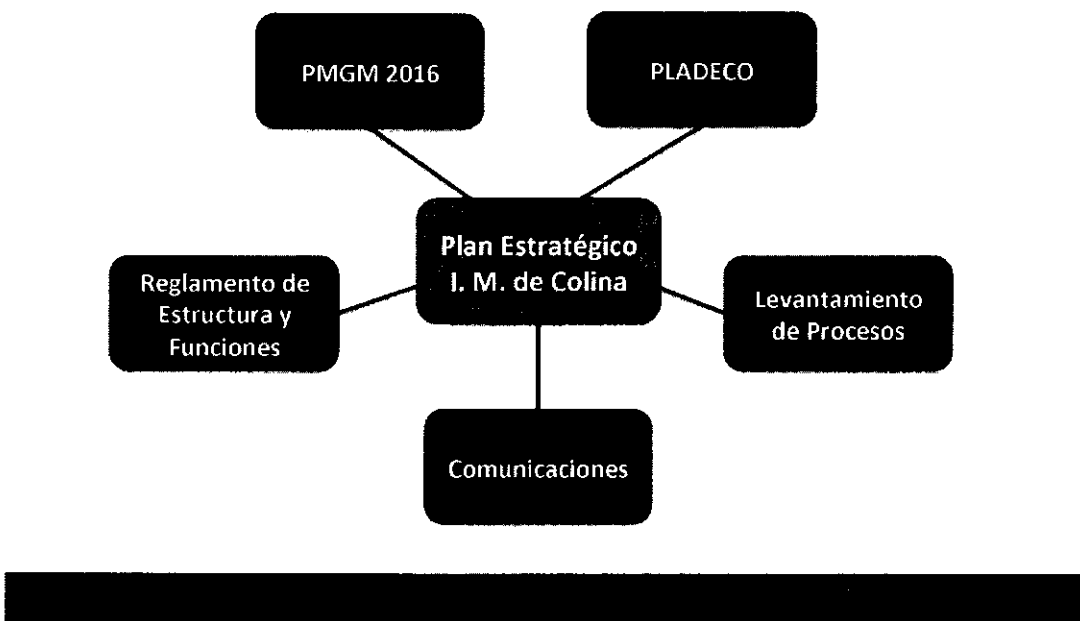 PMGM 2016
PLADECO
Plan Estratégico
I. M. de Colina
Reglamento de
Estructura y
Funciones
Levantamiento
de Procesos
Comunicaciones